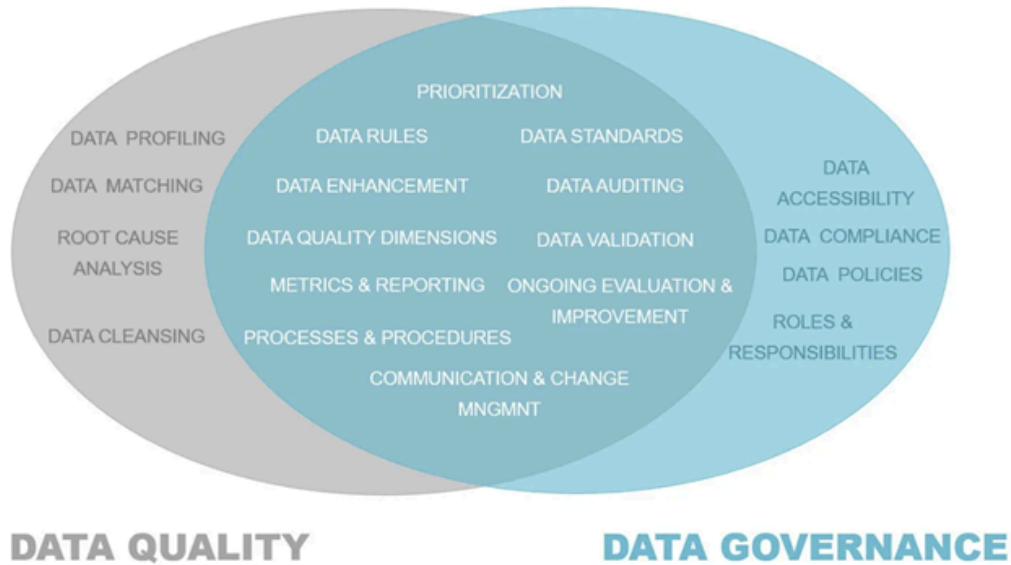 PRIORITIZATION
DATA PROFILING
DATA RULES
DATA STANDARDS
DATA MATCHING
DATA ENHANCEMENT
DATA AUDITING
DATA
ACCESSIBILITY
ROOT CAUSE
ANALYSIS
DATA QUALITY DIMENSIONS
DATA VALIDATION
DATA COMPLIANCE
METRICS & REPORTING
ONGOING EVALUATION &
IMPROVEMENT
DATA POLICIES
DATA CLEANSING
PROCESSES & PROCEDURES
ROLES &
RESPONSIBILITIES
COMMUNICATION & CHANGE
MNGMNT
DATA QUALITY
DATA GOVERNANCE